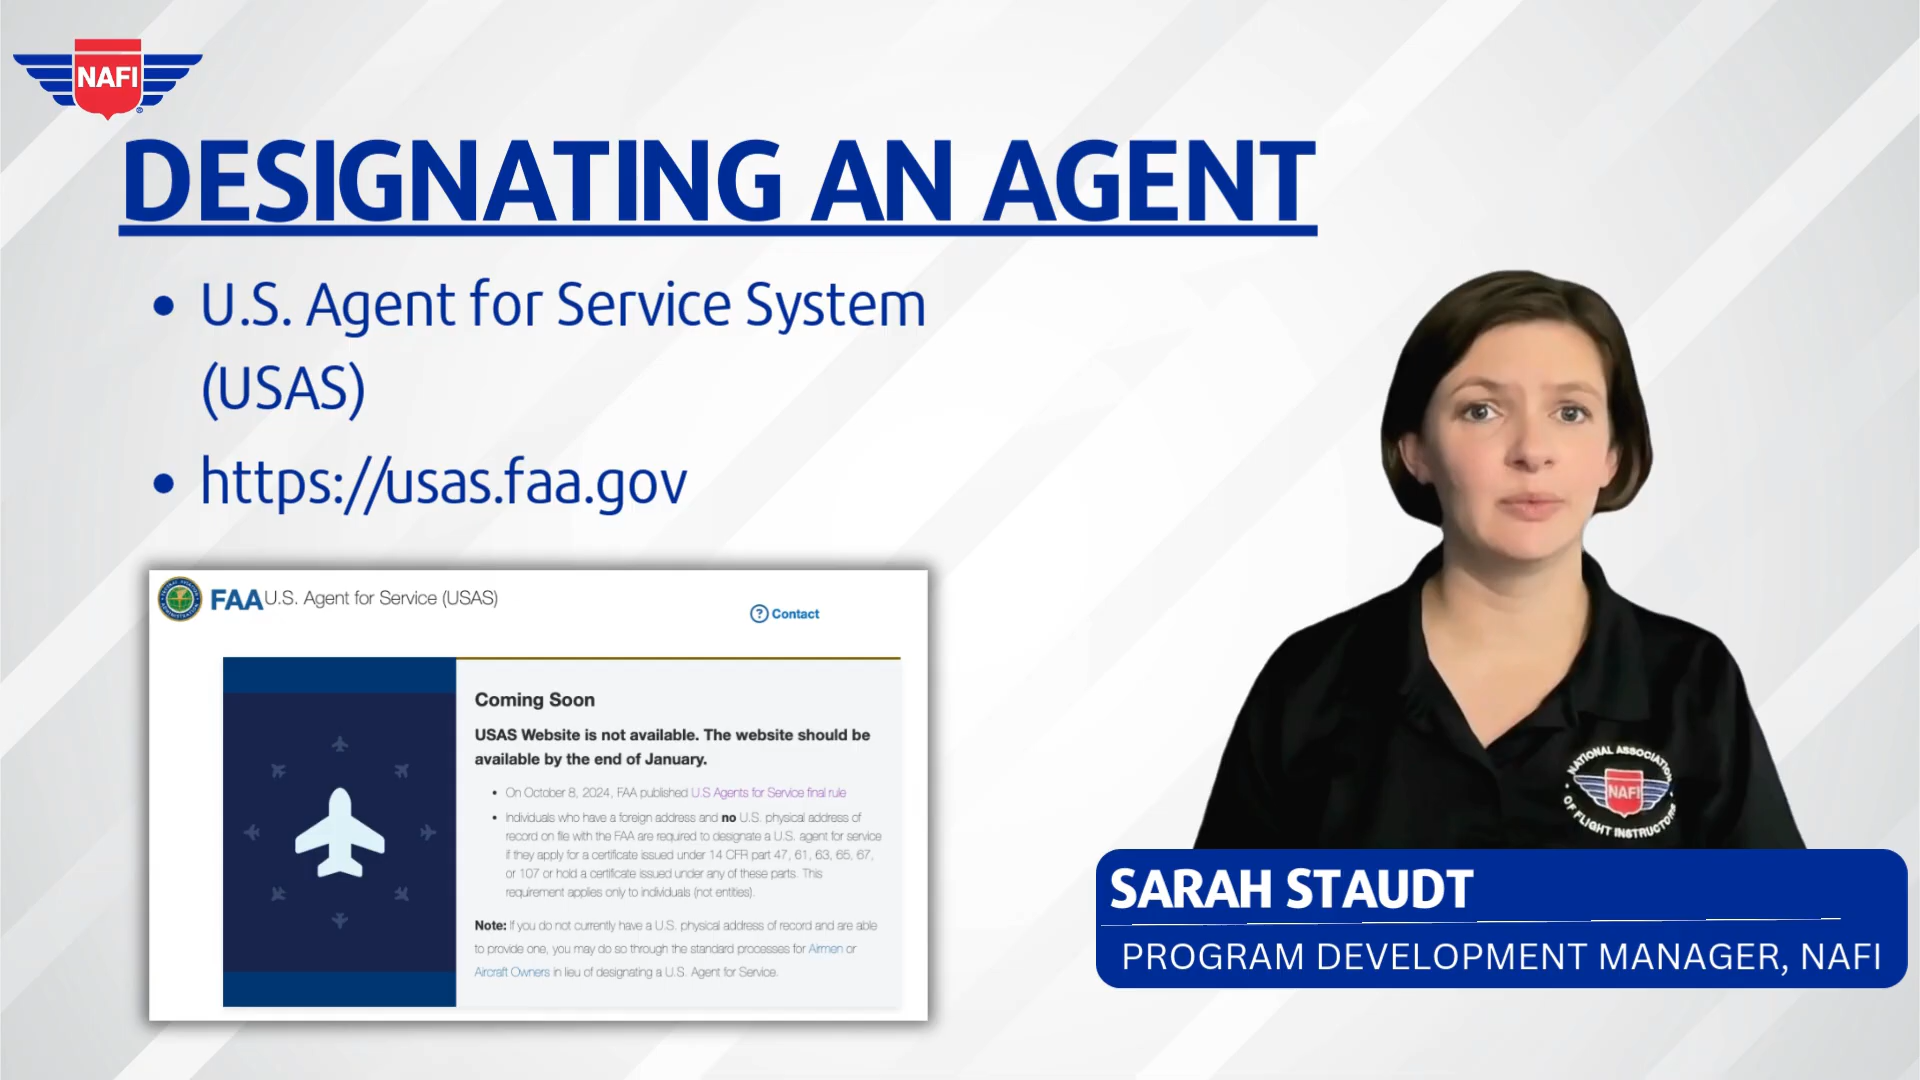 NAFI
DESIGNATING AN AGENT
• U.S. Agent for Service System
(USAS)
• https://usas.faa.gov
FAA U.S. Agent for Service (USAS)
? Contact
Coming Soon
USAS Website is not available. The website should be
available by the end of January.
• On October 8, 2024, FAA published U.S Agents for Service final rule
• Individuals who have a foreign address and no U.S. physical address of
record on file with the FAA are required to designate a U.S. agent for service
if they apply for a certificate issued under 14 CFR part 47, 61, 63, 65, 67,
or 107 or hold a certificate issued under any of these parts. This
requirement applies only to individuals (not entities).
Note: If you do not currently have a U.S. physical address of record and are able
to provide one, you may do so through the standard processes for Airmen or
Aircraft Owners in lieu of designating a U.S. Agent for Service.
NATIONAL ASSOCIATION
NAFI
OF FLIGHT INSTRUCTORS
SARAH STAUDT
PROGRAM DEVELOPMENT MANAGER, NAFI